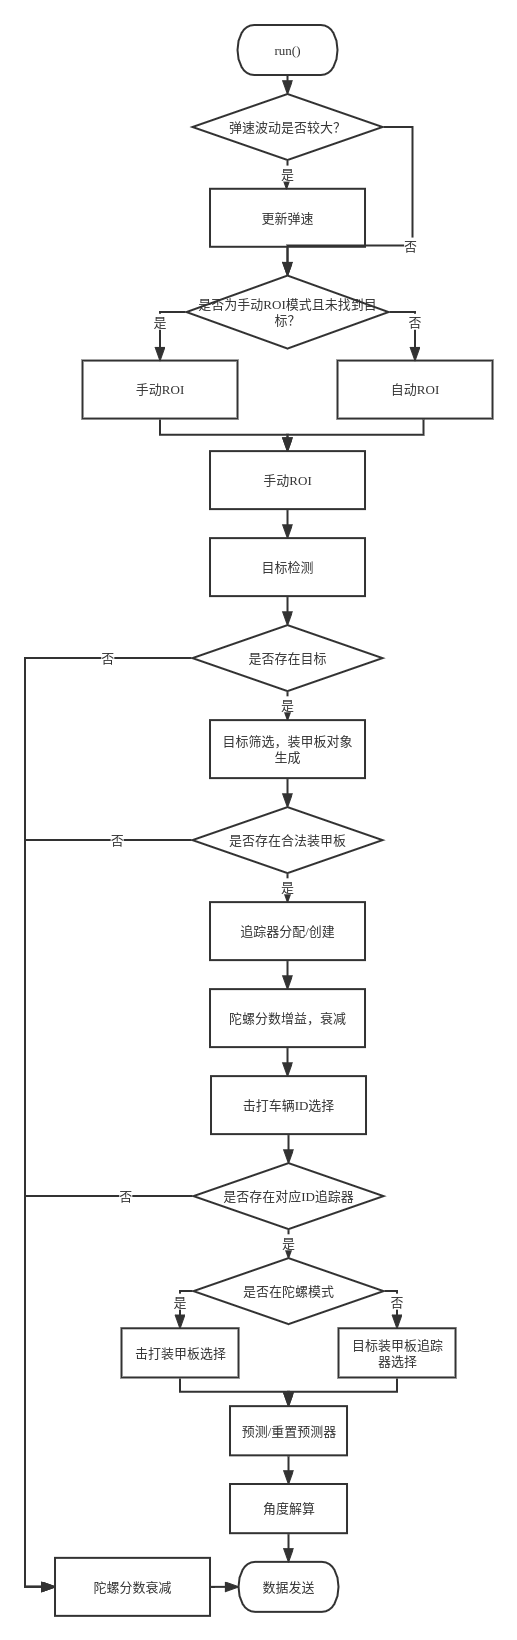 run()
弹速波动是否较大?
是
更新弹速
否
是否为手动ROI模式且未找到目
标?
是
否
手动ROI
自动ROI
手动ROI
目标检测
是否存在目标
否
是
目标筛选，装甲板对象
生成
是否存在合法装甲板
否
是
追踪器分配/创建
陀螺分数增益，衰减
击打车辆ID选择
是否存在对应ID追踪器
否
是
是否在陀螺模式
是
否
击打装甲板选择
目标装甲板追踪
器选择
预测/重置预测器
角度解算
陀螺分数衰减
数据发送